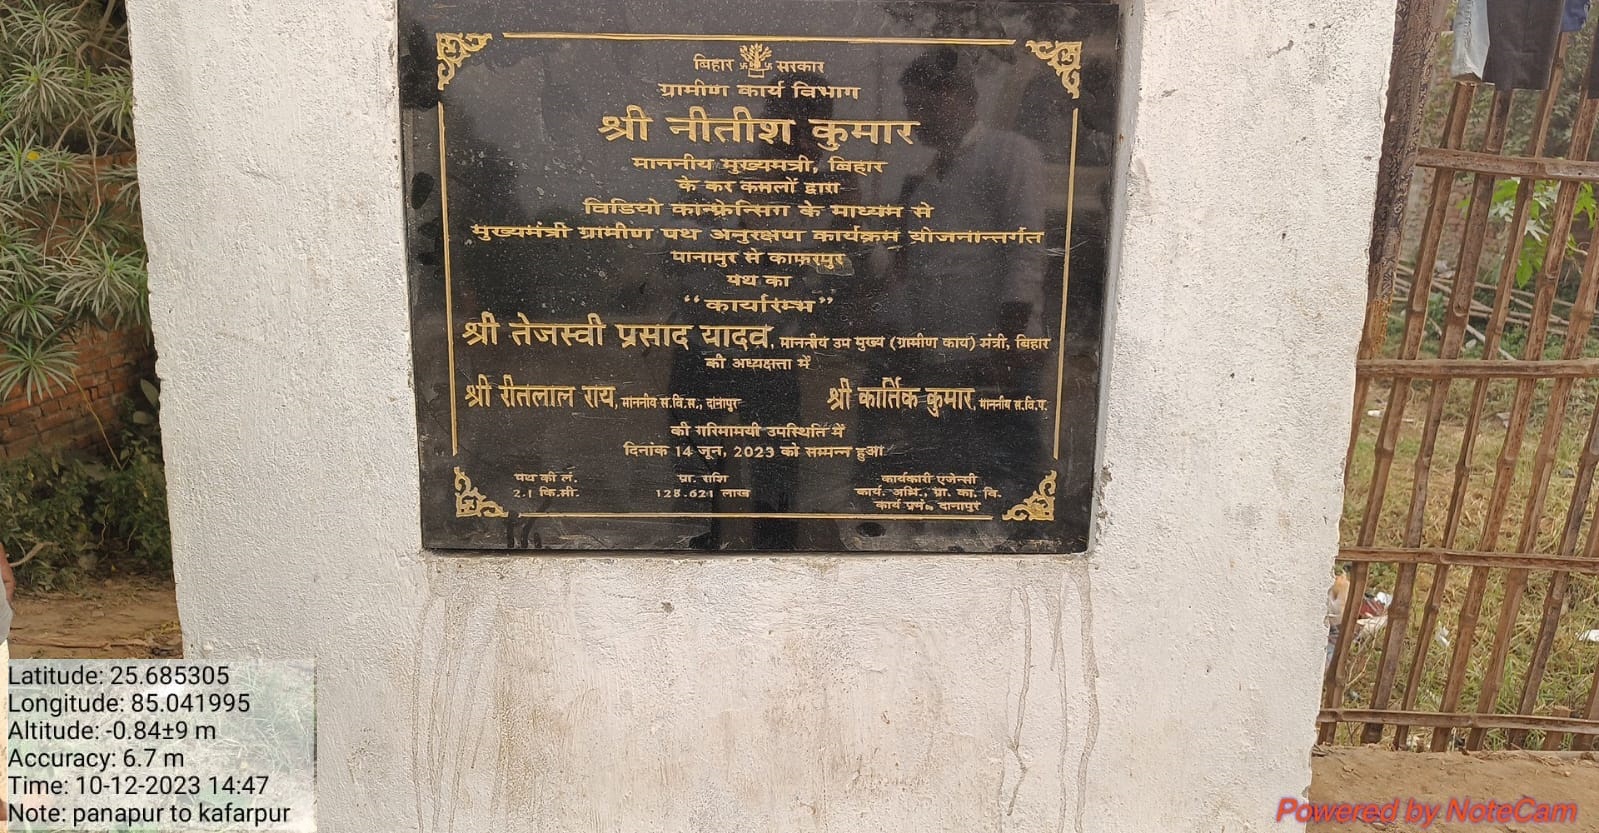 बिहार सरकार
ग्रामीण कार्य विभाग
श्री नीतीश कुमार
माननीय मुख्यमंत्री, बिहार
के कर कमलों द्वारा
विडियो कान्फ्रेन्सिंग के माध्यम से
मुख्यमंत्री ग्रामीण पथ अनुरक्षण कार्यक्रम योजनान्तर्गत
पानापुर से काफरपुर
पथ का
“कार्यारम्भ”
श्री तेजस्वी प्रसाद यादव, माननीय उप मुख्य (ग्रामीण कार्य) मंत्री, बिहार
की अध्यक्षता में
श्री रीतलाल राय, माननीय स.वि.स., दानापुर श्री कार्तिक कुमार, माननीय स.वि.प.
की गरिमामयी उपस्थिति में
दिनांक 14 जून, 2023 को सम्पन्न हुआ
पथ की लं. प्रा. राशि कार्यकारी एजेन्सी
2.1 कि.मी. 128.621 लाख कार्य. अभि., ग्रा. का. वि.
कार्य प्रम., दानापुर
Latitude: 25.685305
Longitude: 85.041995
Altitude: -0.84±9 m
Accuracy: 6.7 m
Time: 10-12-2023 14:47
Note: panapur to kafarpur
Powered by NoteCam